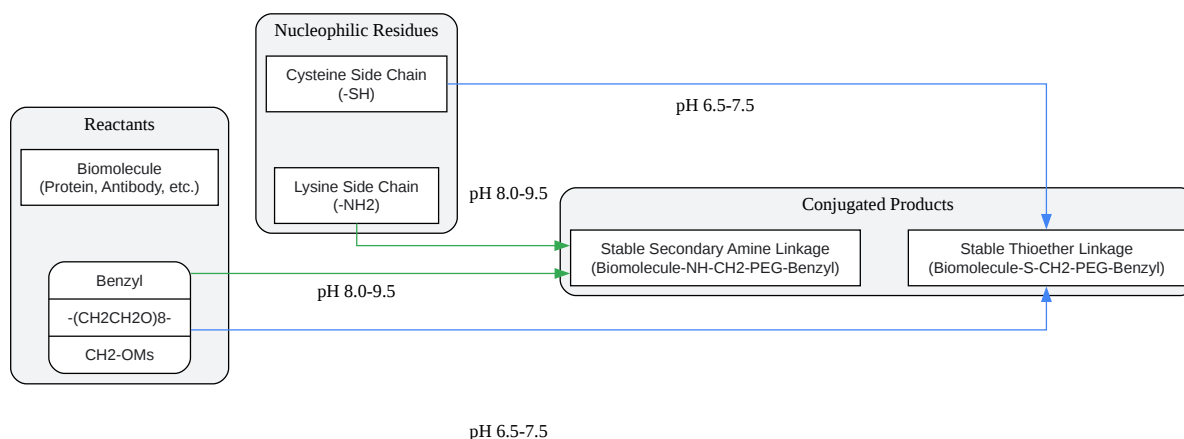 Nucleophilic Residues
Cysteine Side Chain
(-SH)
pH 6.5-7.5
Reactants
Biomolecule
(Protein, Antibody, etc.)
Lysine Side Chain
(-NH2)
pH 8.0-9.5
Conjugated Products
Stable Secondary Amine Linkage
(Biomolecule-NH-CH2-PEG-Benzyl)
Stable Thioether Linkage
(Biomolecule-S-CH2-PEG-Benzyl)
Benzyl
-(CH2CH2O)8-
CH2-OMs
pH 8.0-9.5
pH 6.5-7.5